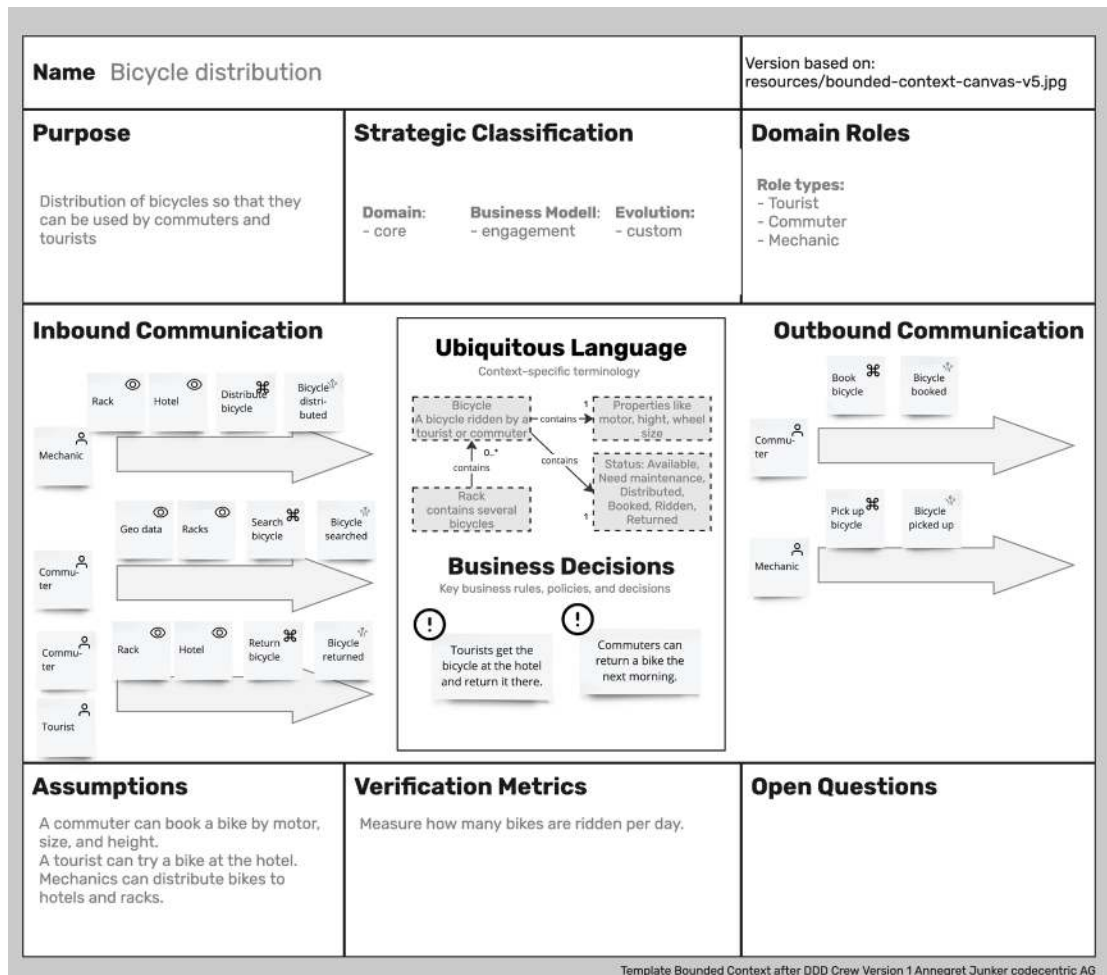 Name Bicycle distribution
Version based on:
resources/bounded-context-canvas-v5.jpg
Purpose
Distribution of bicycles so that they
can be used by commuters and
tourists
Strategic Classification
Domain:
- core
Business Modell:
- engagement
Evolution:
- custom
Domain Roles
Role types:
- Tourist
- Commuter
- Mechanic
Inbound Communication
Mechanic
Rack
Hotel
Distribute
bicycle
Bicycle
distri-
buted
Commu-
ter
Geo data
Racks
Search
bicycle
Bicycle
searched
Commu-
ter
Tourist
Rack
Hotel
Return
bicycle
Bicycle
returned
Ubiquitous Language
Context-specific terminology
Bicycle
A bicycle ridden by a
tourist or commuter
contains
1
Properties like
motor, hight, wheel
size
0..*
contains
contains
1
Status: Available,
Need maintenance,
Distributed,
Booked, Ridden,
Returned
Rack
contains several
bicycles
Business Decisions
Key business rules, policies, and decisions
!
Tourists get the
bicycle at the hotel
and return it there.
!
Commuters can
return a bike the
next morning.
Outbound Communication
Commu-
ter
Book
bicycle
Bicycle
booked
Mechanic
Pick up
bicycle
Bicycle
picked up
Assumptions
A commuter can book a bike by motor,
size, and height.
A tourist can try a bike at the hotel.
Mechanics can distribute bikes to
hotels and racks.
Verification Metrics
Measure how many bikes are ridden per day.
Open Questions
Template Bounded Context after DDD Crew Version 1 Annegret Junker codecentric AG